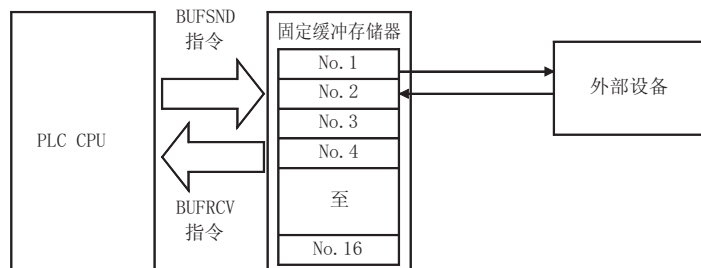 BUFSND
指令
固定缓冲存储器
No.1
No.2
No.3
No.4
至
No.16
外部设备
PLC CPU
BUFRCV
指令